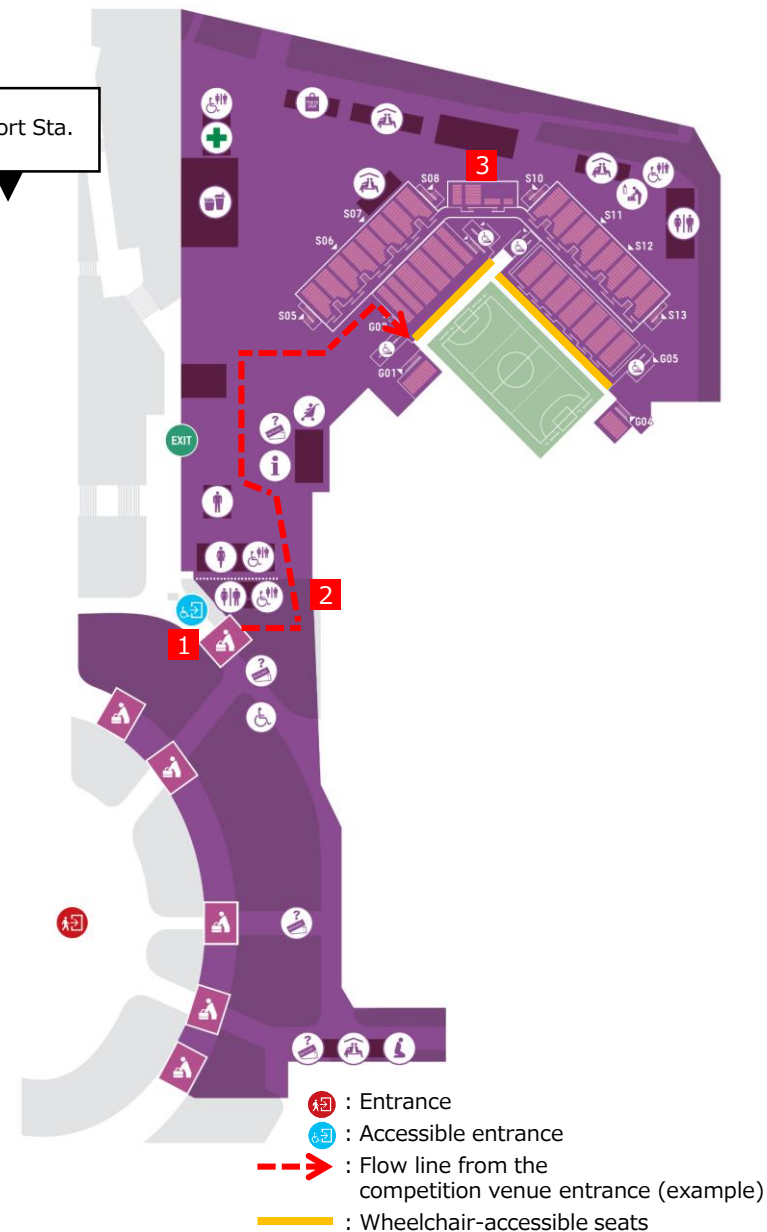 ort Sta.
3
S08
S10
S07
S11
S06
S12
S05
S13
G05
G01
G04
EXIT
?
i
2
1
?
?
?
: Entrance
: Accessible entrance
: Flow line from the
competition venue entrance (example)
: Wheelchair-accessible seats